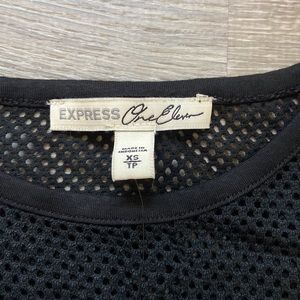 EXPRESS One Eleven
MADE IN
INDONESIA
XS
TP